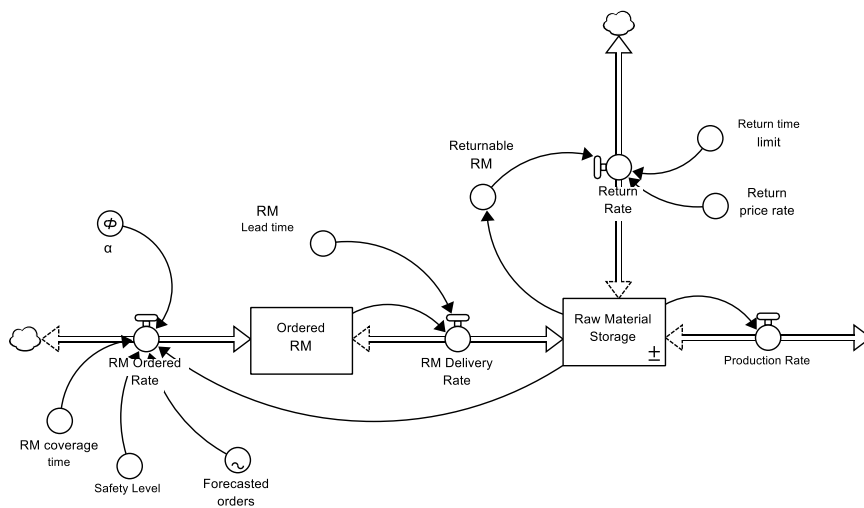 Return time
limit
Returnable
RM
Return
Rate
Return
price rate
RM
Lead time
α
Ordered
RM
Raw Material
Storage
±
RM Ordered
Rate
RM Delivery
Rate
Production Rate
RM coverage
time
Safety Level
Forecasted
orders